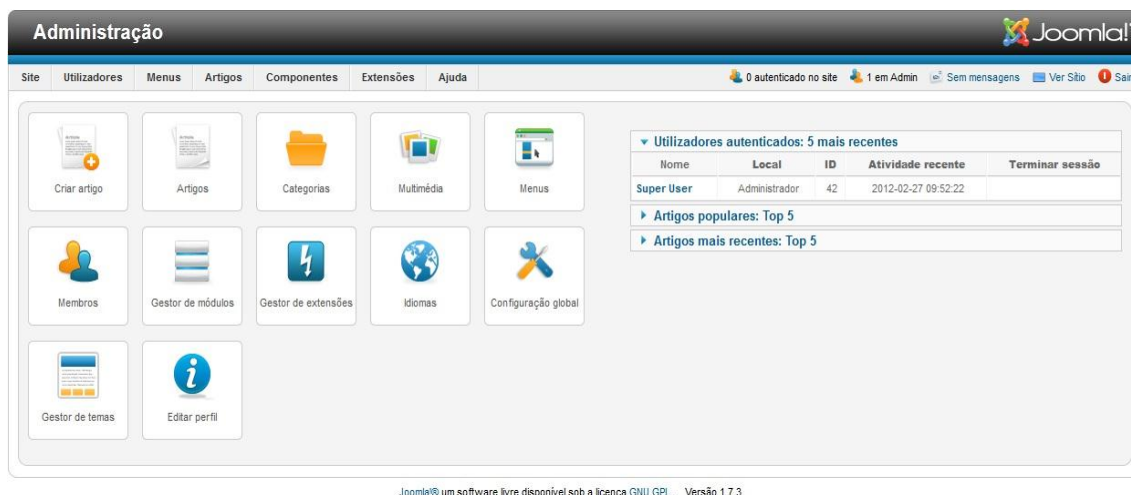 Administração
Joomla!
Site Utilizadores Menus Artigos Componentes Extensões Ajuda
0 autenticado no site 1 em Admin Sem mensagens Ver Sítio Sair
Criar artigo Artigos Categorias Multimédia Menus
Utilizadores autenticados: 5 mais recentes
Nome Local ID Atividade recente Terminar sessão
Super User Administrador 42 2012-02-27 09:52:22
Artigos populares: Top 5
Artigos mais recentes: Top 5
Membros Gestor de módulos Gestor de extensões Idiomas Configuração global
Gestor de temas Editar perfil
Joomla!® um software livre disponível sob a licença GNU GPL. Versão 1.7.3